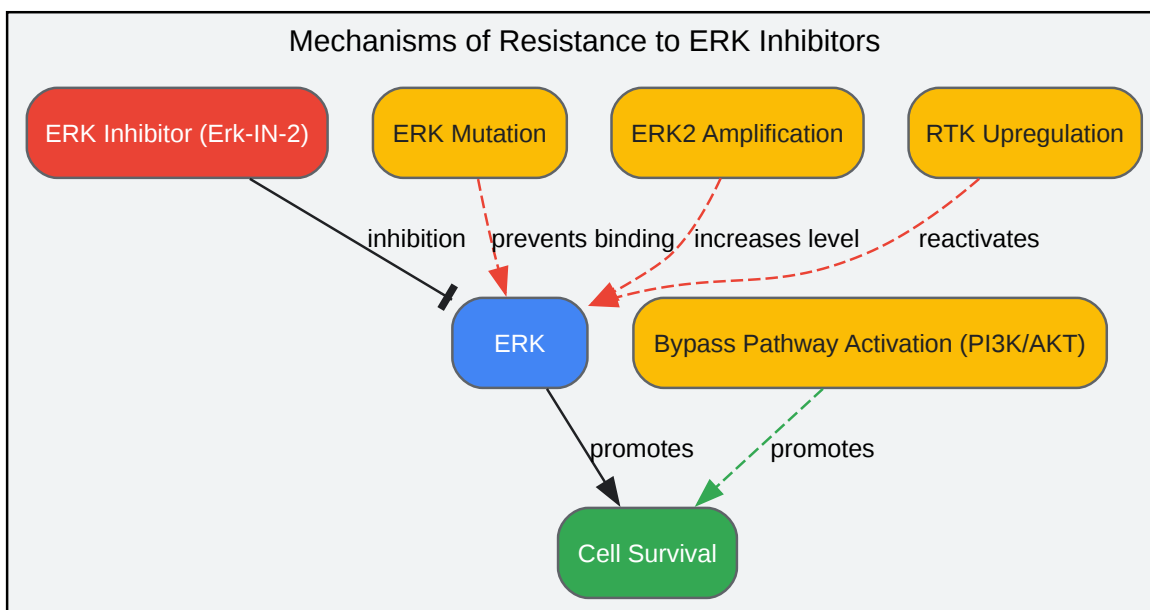 Mechanisms of Resistance to ERK Inhibitors
ERK Inhibitor (Erk-IN-2)
ERK Mutation
ERK2 Amplification
RTK Upregulation
inhibition
prevents binding
increases level
reactivates
ERK
Bypass Pathway Activation (PI3K/AKT)
promotes
promotes
Cell Survival